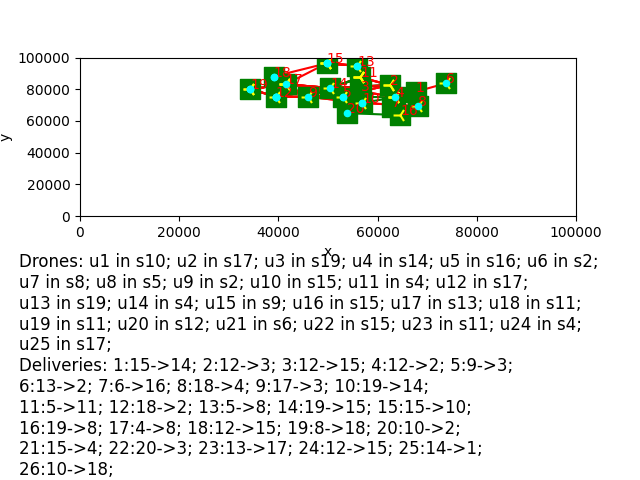 100000
80000
60000
40000
20000
0
y
0 20000 40000 60000 80000 100000
x
15
13
Drones: u1 in s10; u2 in s17; u3 in s19; u4 in s14; u5 in s16; u6 in s2;
u7 in s8; u8 in s5; u9 in s2; u10 in s15; u11 in s4; u12 in s17;
u13 in s19; u14 in s4; u15 in s9; u16 in s15; u17 in s13; u18 in s11;
u19 in s11; u20 in s12; u21 in s6; u22 in s15; u23 in s11; u24 in s4;
u25 in s17;
Deliveries: 1:15->14; 2:12->3; 3:12->15; 4:12->2; 5:9->3;
6:13->2; 7:6->16; 8:18->4; 9:17->3; 10:19->14;
11:5->11; 12:18->2; 13:5->8; 14:19->15; 15:15->10;
16:19->8; 17:4->8; 18:12->15; 19:8->18; 20:10->2;
21:15->4; 22:20->3; 23:13->17; 24:12->15; 25:14->1;
26:10->18;